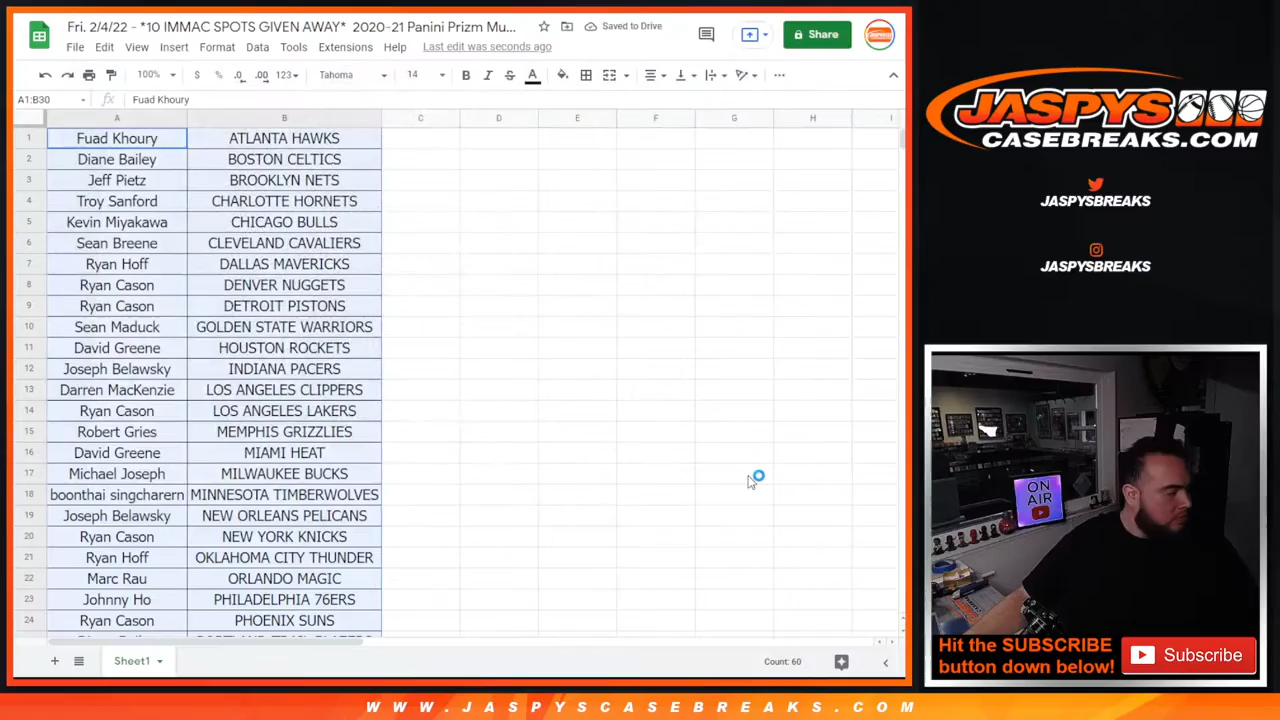 Fri. 2/4/22 - *10 IMMAC SPOTS GIVEN AWAY* 2020-21 Panini Prizm Mu...
Saved to Drive
File Edit View Insert Format Data Tools Extensions Help Last edit was seconds ago
Share
100% $ % .0 .00 123 Tahoma 14 B I S A
A1:B30 fx Fuad Khoury
A B C D E F G H I
1 Fuad Khoury ATLANTA HAWKS
2 Diane Bailey BOSTON CELTICS
3 Jeff Pietz BROOKLYN NETS
4 Troy Sanford CHARLOTTE HORNETS
5 Kevin Miyakawa CHICAGO BULLS
6 Sean Breene CLEVELAND CAVALIERS
7 Ryan Hoff DALLAS MAVERICKS
8 Ryan Cason DENVER NUGGETS
9 Ryan Cason DETROIT PISTONS
10 Sean Maduck GOLDEN STATE WARRIORS
11 David Greene HOUSTON ROCKETS
12 Joseph Belawsky INDIANA PACERS
13 Darren MacKenzie LOS ANGELES CLIPPERS
14 Ryan Cason LOS ANGELES LAKERS
15 Robert Gries MEMPHIS GRIZZLIES
16 David Greene MIAMI HEAT
17 Michael Joseph MILWAUKEE BUCKS
18 boonthai singcharern MINNESOTA TIMBERWOLVES
19 Joseph Belawsky NEW ORLEANS PELICANS
20 Ryan Cason NEW YORK KNICKS
21 Ryan Hoff OKLAHOMA CITY THUNDER
22 Marc Rau ORLANDO MAGIC
23 Johnny Ho PHILADELPHIA 76ERS
24 Ryan Cason PHOENIX SUNS
Sheet1
Count: 60
JASPYS
CASEBREAKS.COM
JASPYSBREAKS
JASPYSBREAKS
ON
AIR
Hit the SUBSCRIBE
button down below!
Subscribe
WWW.JASPYSCASEBREAKS.COM